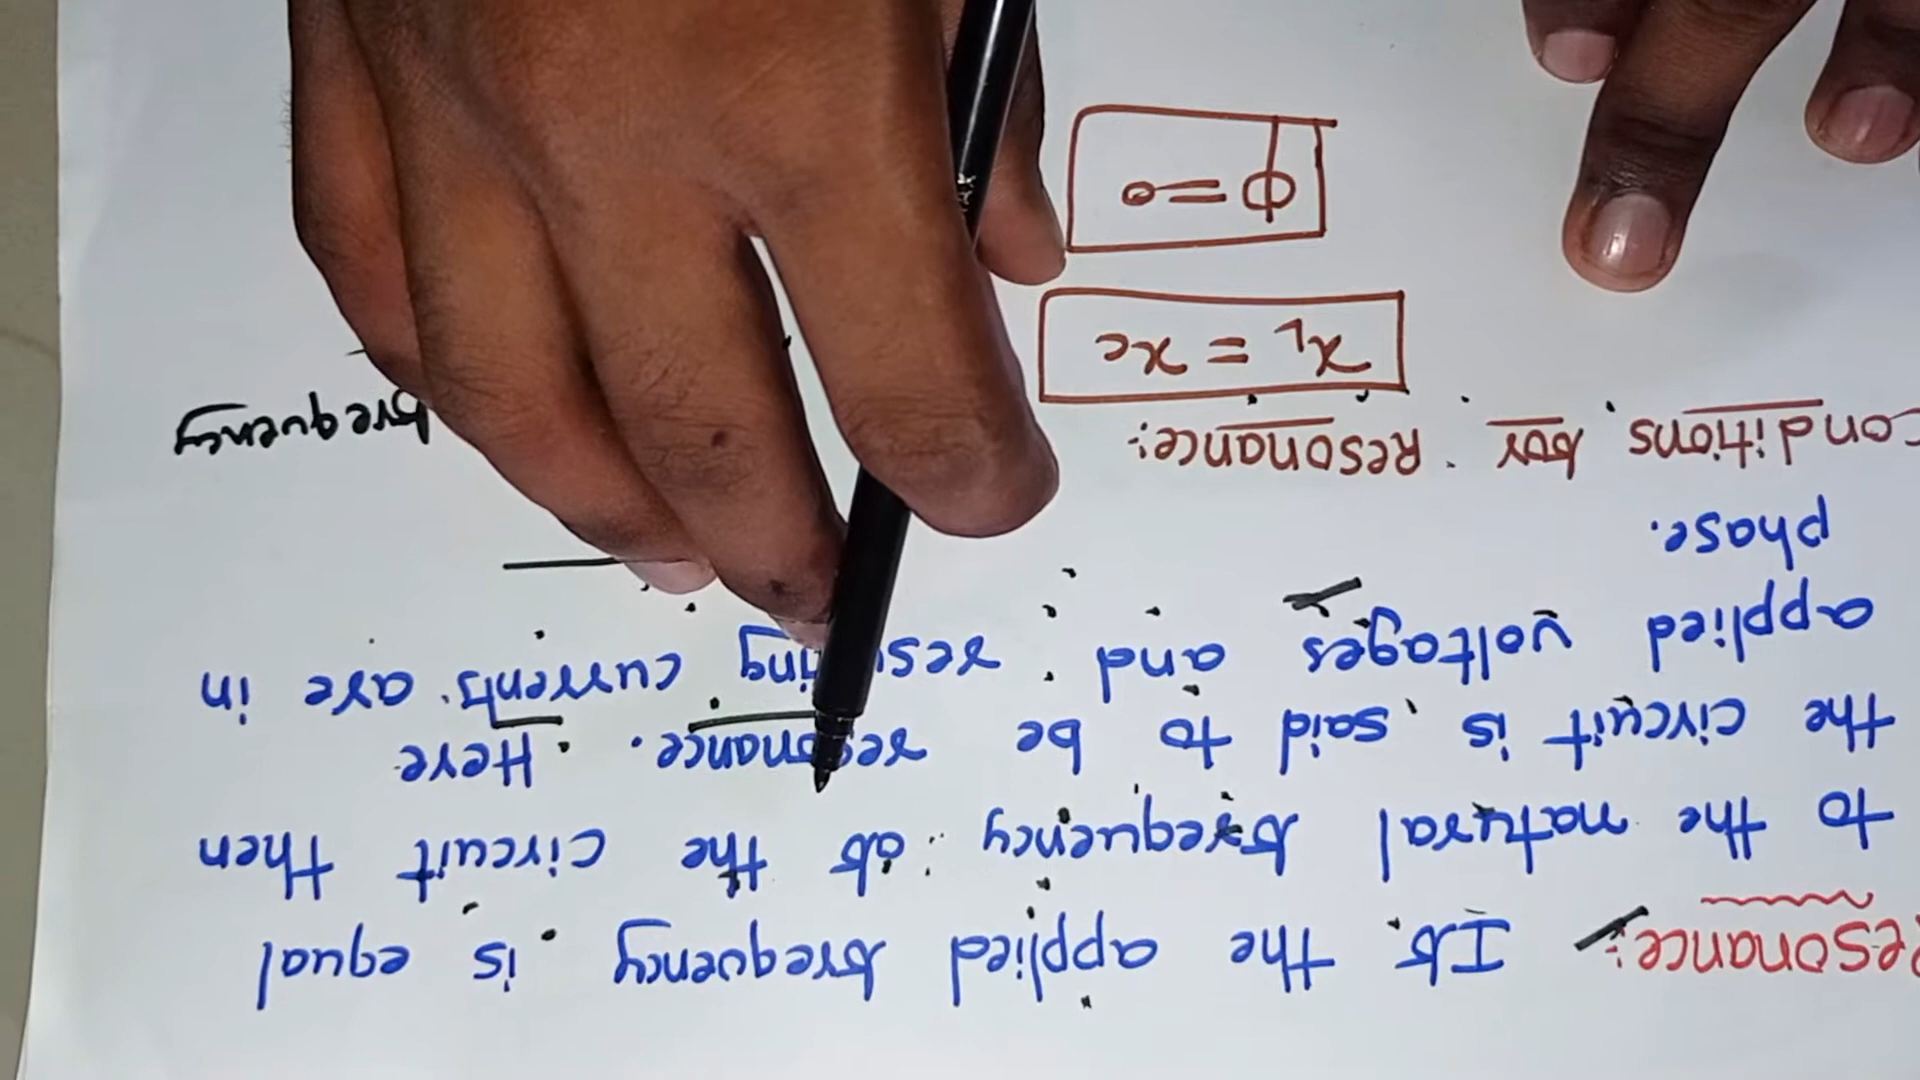 Resonance: If the applied frequency is equal
to the natural frequency of the circuit then
the circuit is said to be resonance. Here
applied voltages and resulting currents are in
phase.
Conditions for Resonance:
XL = XC
ϕ = 0
frequency